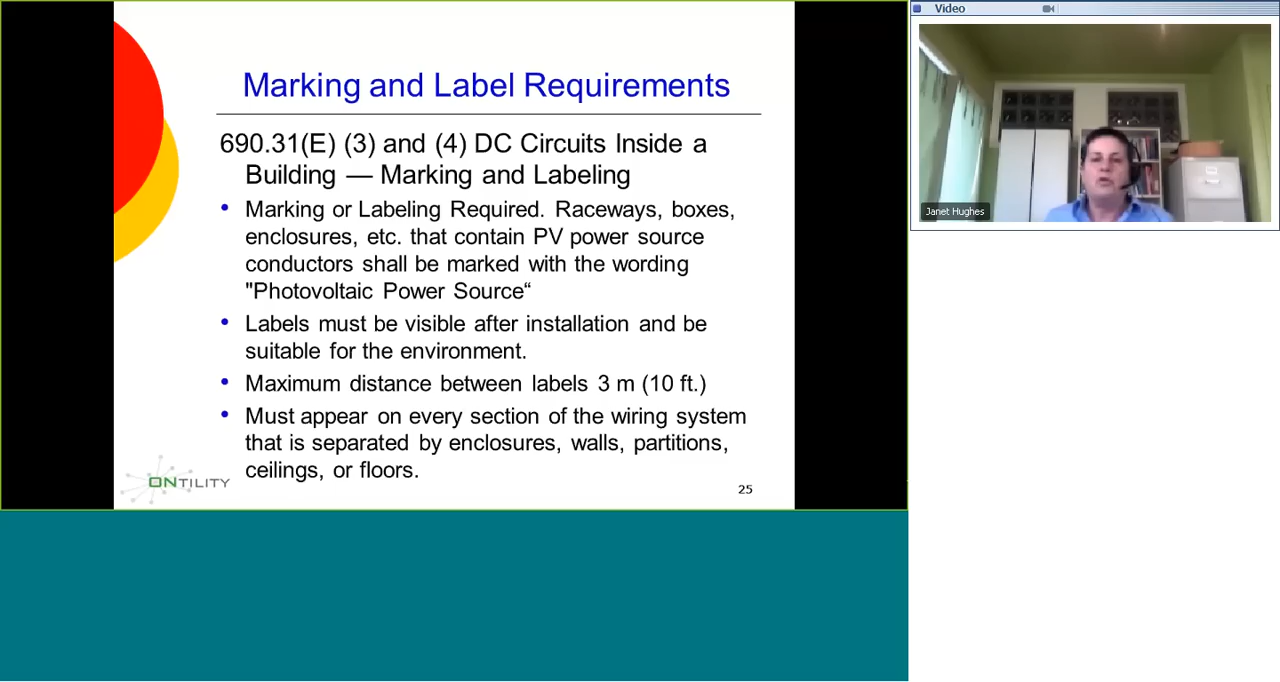 Marking and Label Requirements
690.31(E) (3) and (4) DC Circuits Inside a
Building — Marking and Labeling
• Marking or Labeling Required. Raceways, boxes,
enclosures, etc. that contain PV power source
conductors shall be marked with the wording
"Photovoltaic Power Source“
• Labels must be visible after installation and be
suitable for the environment.
• Maximum distance between labels 3 m (10 ft.)
• Must appear on every section of the wiring system
that is separated by enclosures, walls, partitions,
ceilings, or floors.
ONTILITY
25
Video
Janet Hughes